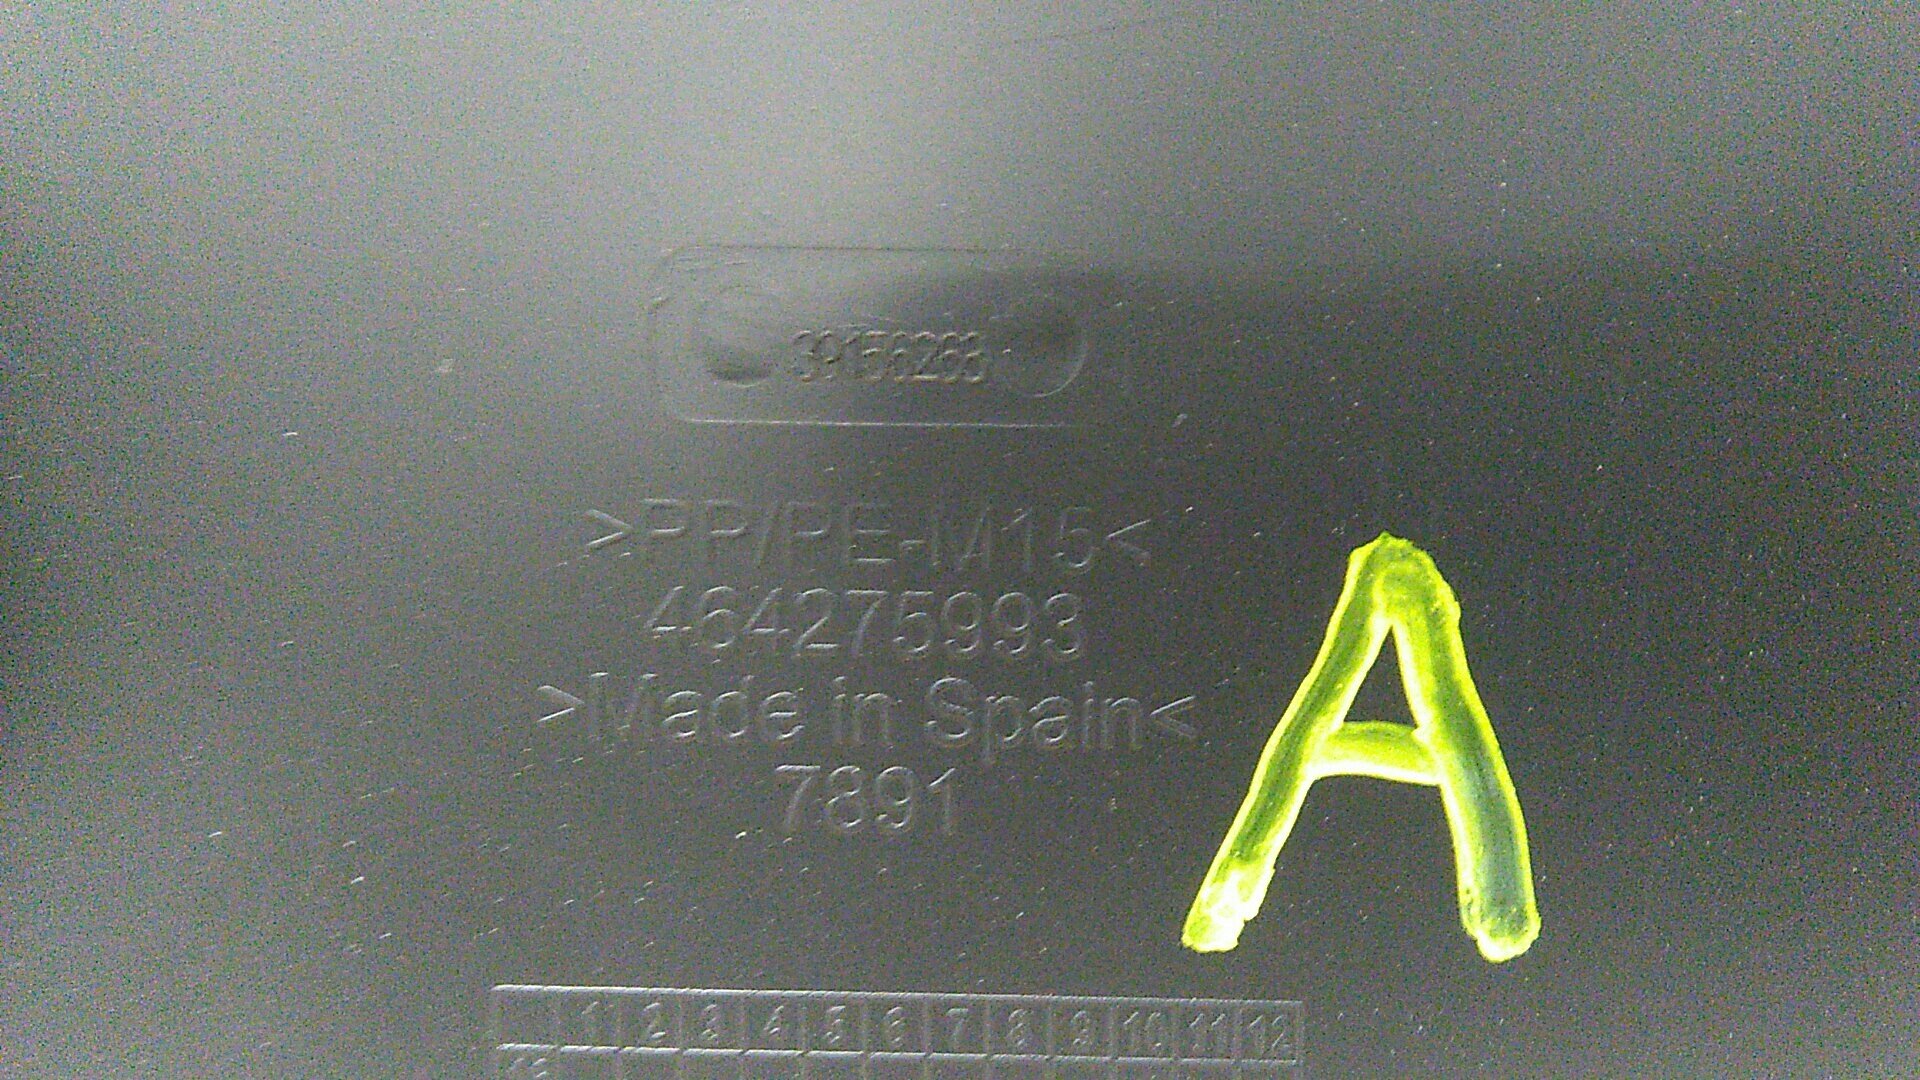 39156263
>PP/PE-M15<
464275993
>Made in Spain<
7891
A
1 2 3 4 5 6 7 8 9 10 11 12